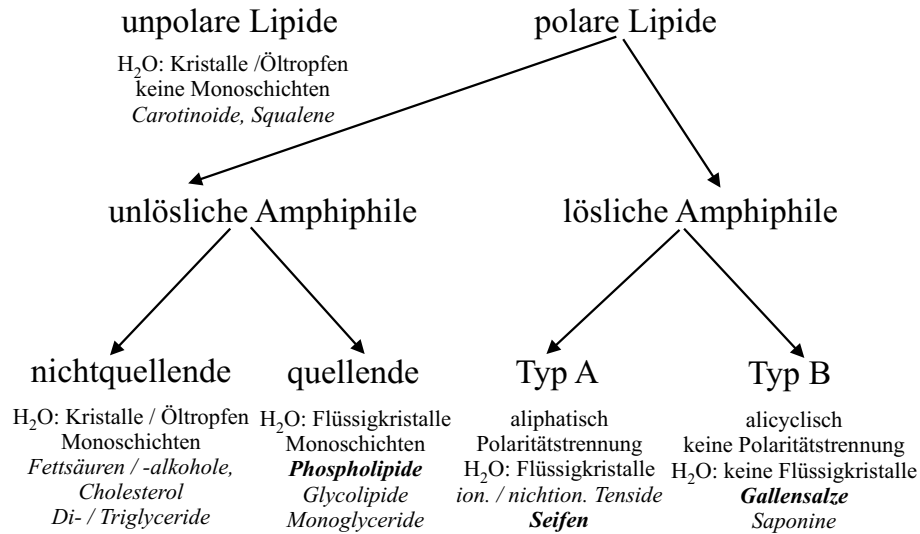 unpolare Lipide
H₂O: Kristalle /Öltropfen
keine Monoschichten
Carotinoide, Squalene
polare Lipide
unlösliche Amphiphile
lösliche Amphiphile
nichtquellende
H₂O: Kristalle / Öltropfen
Monoschichten
Fettsäuren / -alkohole,
Cholesterol
Di- / Triglyceride
quellende
H₂O: Flüssigkristalle
Monoschichten
Phospholipide
Glycolipide
Monoglyceride
Typ A
aliphatisch
Polaritätstrennung
H₂O: Flüssigkristalle
ion. / nichtion. Tenside
Seifen
Typ B
alicyclisch
keine Polaritätstrennung
H₂O: keine Flüssigkristalle
Gallensalze
Saponine